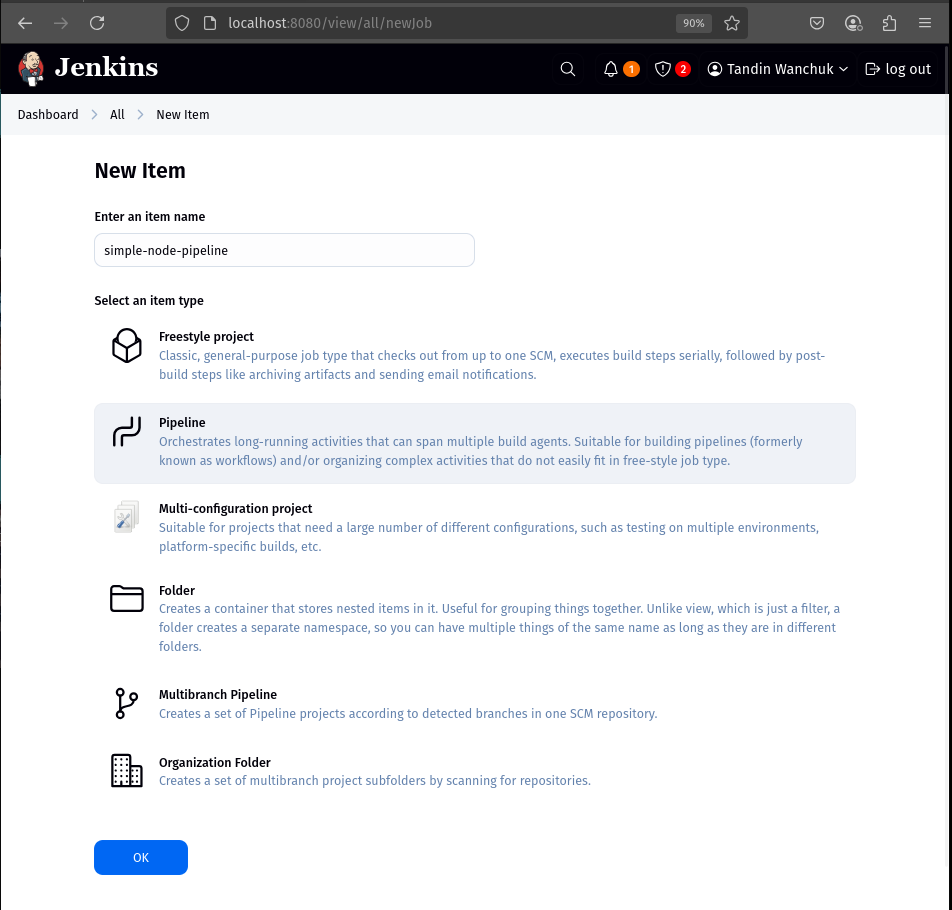 localhost:8080/view/all/newJob
90%
Jenkins
1
2
Tandin Wanchuk
log out
Dashboard
All
New Item
New Item
Enter an item name
simple-node-pipeline
Select an item type
Freestyle project
Classic, general-purpose job type that checks out from up to one SCM, executes build steps serially, followed by post-
build steps like archiving artifacts and sending email notifications.
Pipeline
Orchestrates long-running activities that can span multiple build agents. Suitable for building pipelines (formerly
known as workflows) and/or organizing complex activities that do not easily fit in free-style job type.
Multi-configuration project
Suitable for projects that need a large number of different configurations, such as testing on multiple environments,
platform-specific builds, etc.
Folder
Creates a container that stores nested items in it. Useful for grouping things together. Unlike view, which is just a filter, a
folder creates a separate namespace, so you can have multiple things of the same name as long as they are in different
folders.
Multibranch Pipeline
Creates a set of Pipeline projects according to detected branches in one SCM repository.
Organization Folder
Creates a set of multibranch project subfolders by scanning for repositories.
OK